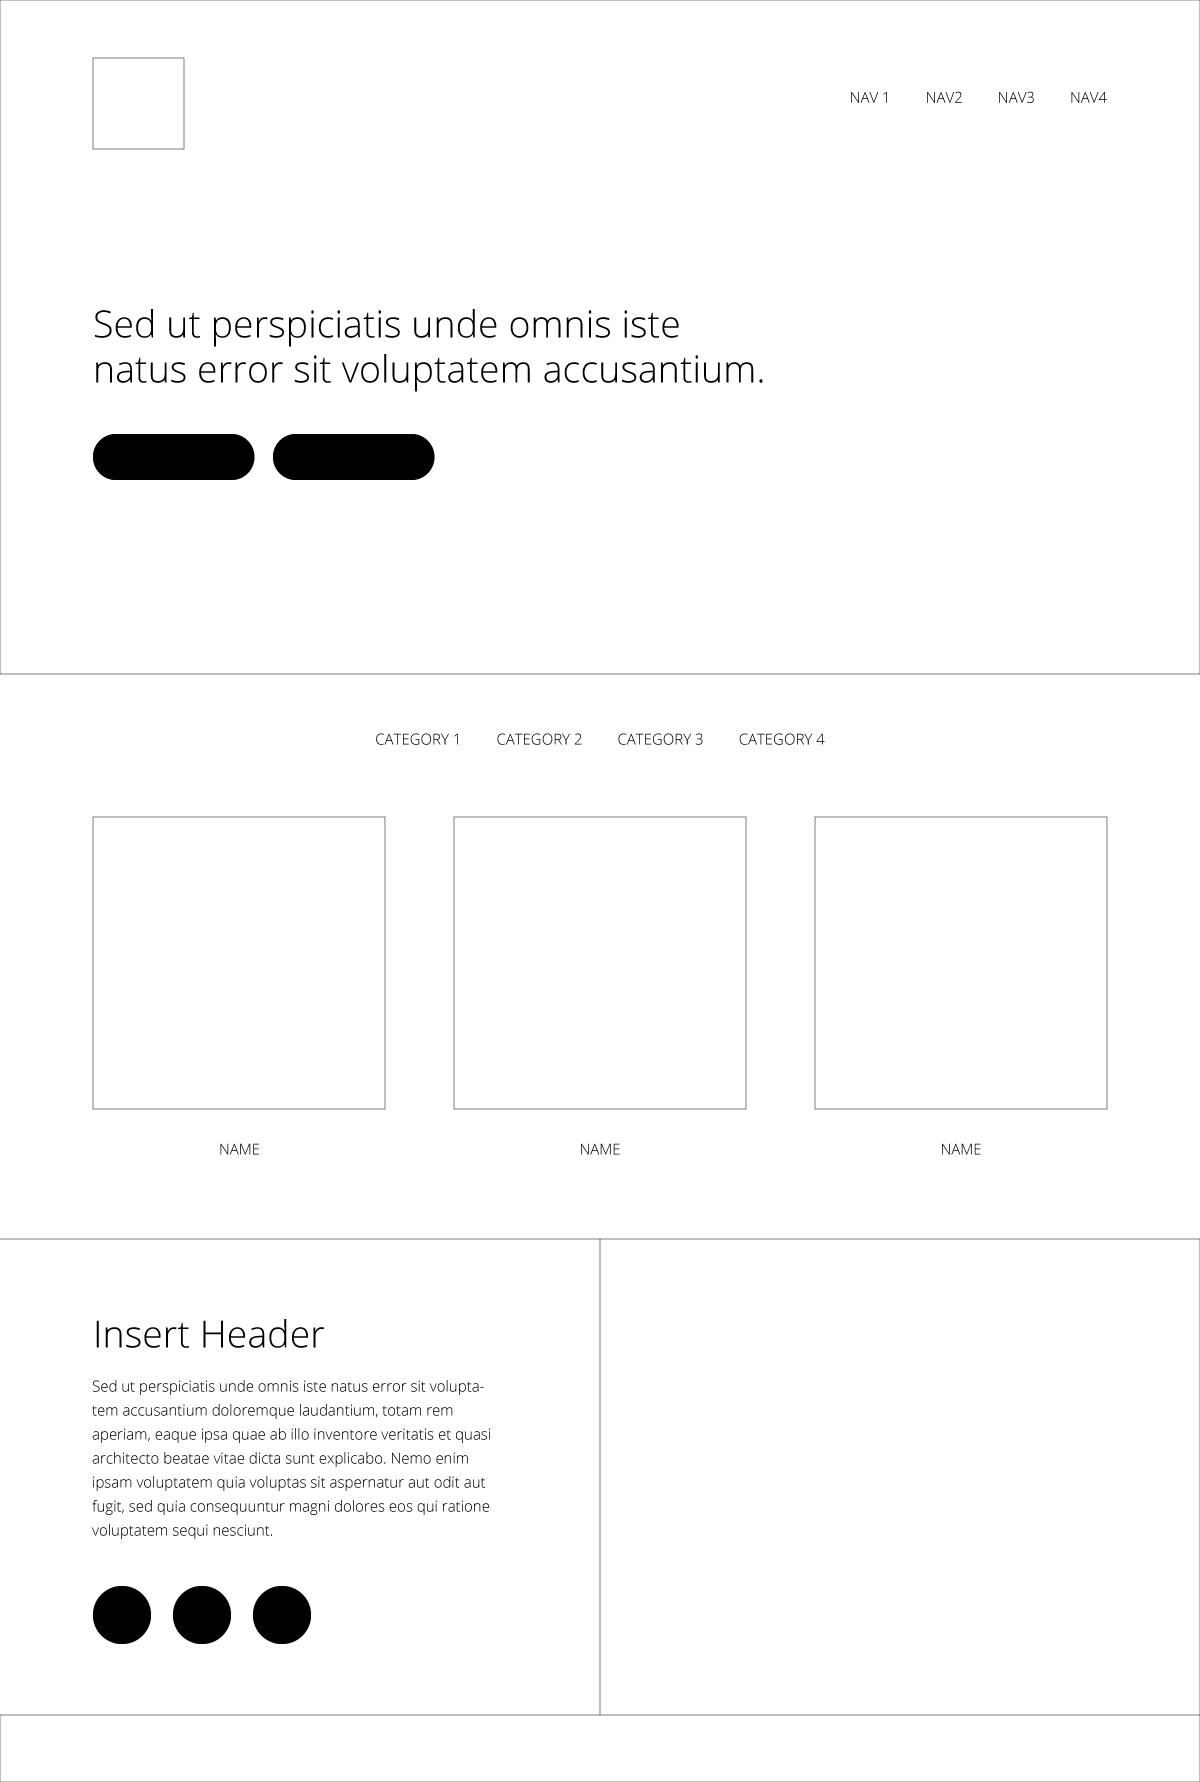 NAV 1 NAV2 NAV3 NAV4
Sed ut perspiciatis unde omnis iste
natus error sit voluptatem accusantium.
CATEGORY 1 CATEGORY 2 CATEGORY 3 CATEGORY 4
NAME NAME NAME
Insert Header
Sed ut perspiciatis unde omnis iste natus error sit volupta-
tem accusantium doloremque laudantium, totam rem
aperiam, eaque ipsa quae ab illo inventore veritatis et quasi
architecto beatae vitae dicta sunt explicabo. Nemo enim
ipsam voluptatem quia voluptas sit aspernatur aut odit aut
fugit, sed quia consequuntur magni dolores eos qui ratione
voluptatem sequi nesciunt.